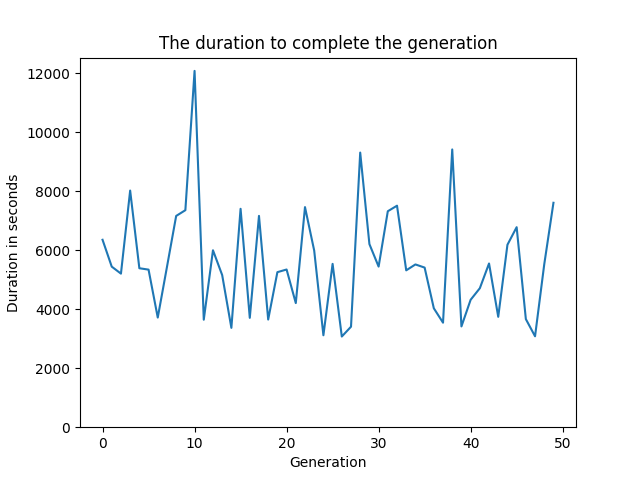 The duration to complete the generation
12000
10000
8000
6000
4000
2000
0
Duration in seconds
0 10 20 30 40 50
Generation